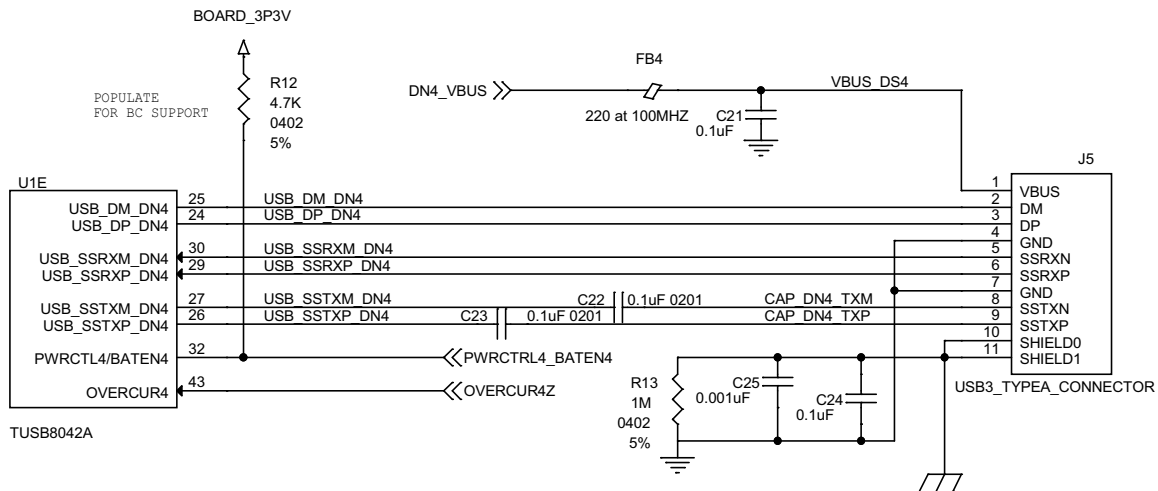 BOARD_3P3V
POPULATE
FOR BC SUPPORT
R12
4.7K
0402
5%
DN4_VBUS
FB4
220 at 100MHZ
VBUS_DS4
C21
0.1uF
J5
U1E
USB_DM_DN4 25 USB_DM_DN4 2 DM
USB_DP_DN4 24 USB_DP_DN4 3 DP
1 VBUS
4 GND
USB_SSRXM_DN4 30 USB_SSRXM_DN4 5 SSRXN
USB_SSRXP_DN4 29 USB_SSRXP_DN4 6 SSRXP
7 GND
USB_SSTXM_DN4 27 USB_SSTXM_DN4 C22 0.1uF 0201 CAP_DN4_TXM 8 SSTXN
USB_SSTXP_DN4 26 USB_SSTXP_DN4 C23 0.1uF 0201 CAP_DN4_TXP 9 SSTXP
10 SHIELD0
11 SHIELD1
PWRCTL4/BATEN4 32 PWRCTRL4_BATEN4
OVERCUR4 43 OVERCUR4Z
R13
1M
0402
5%
C25
0.001uF
C24
0.1uF
USB3_TYPEA_CONNECTOR
TUSB8042A